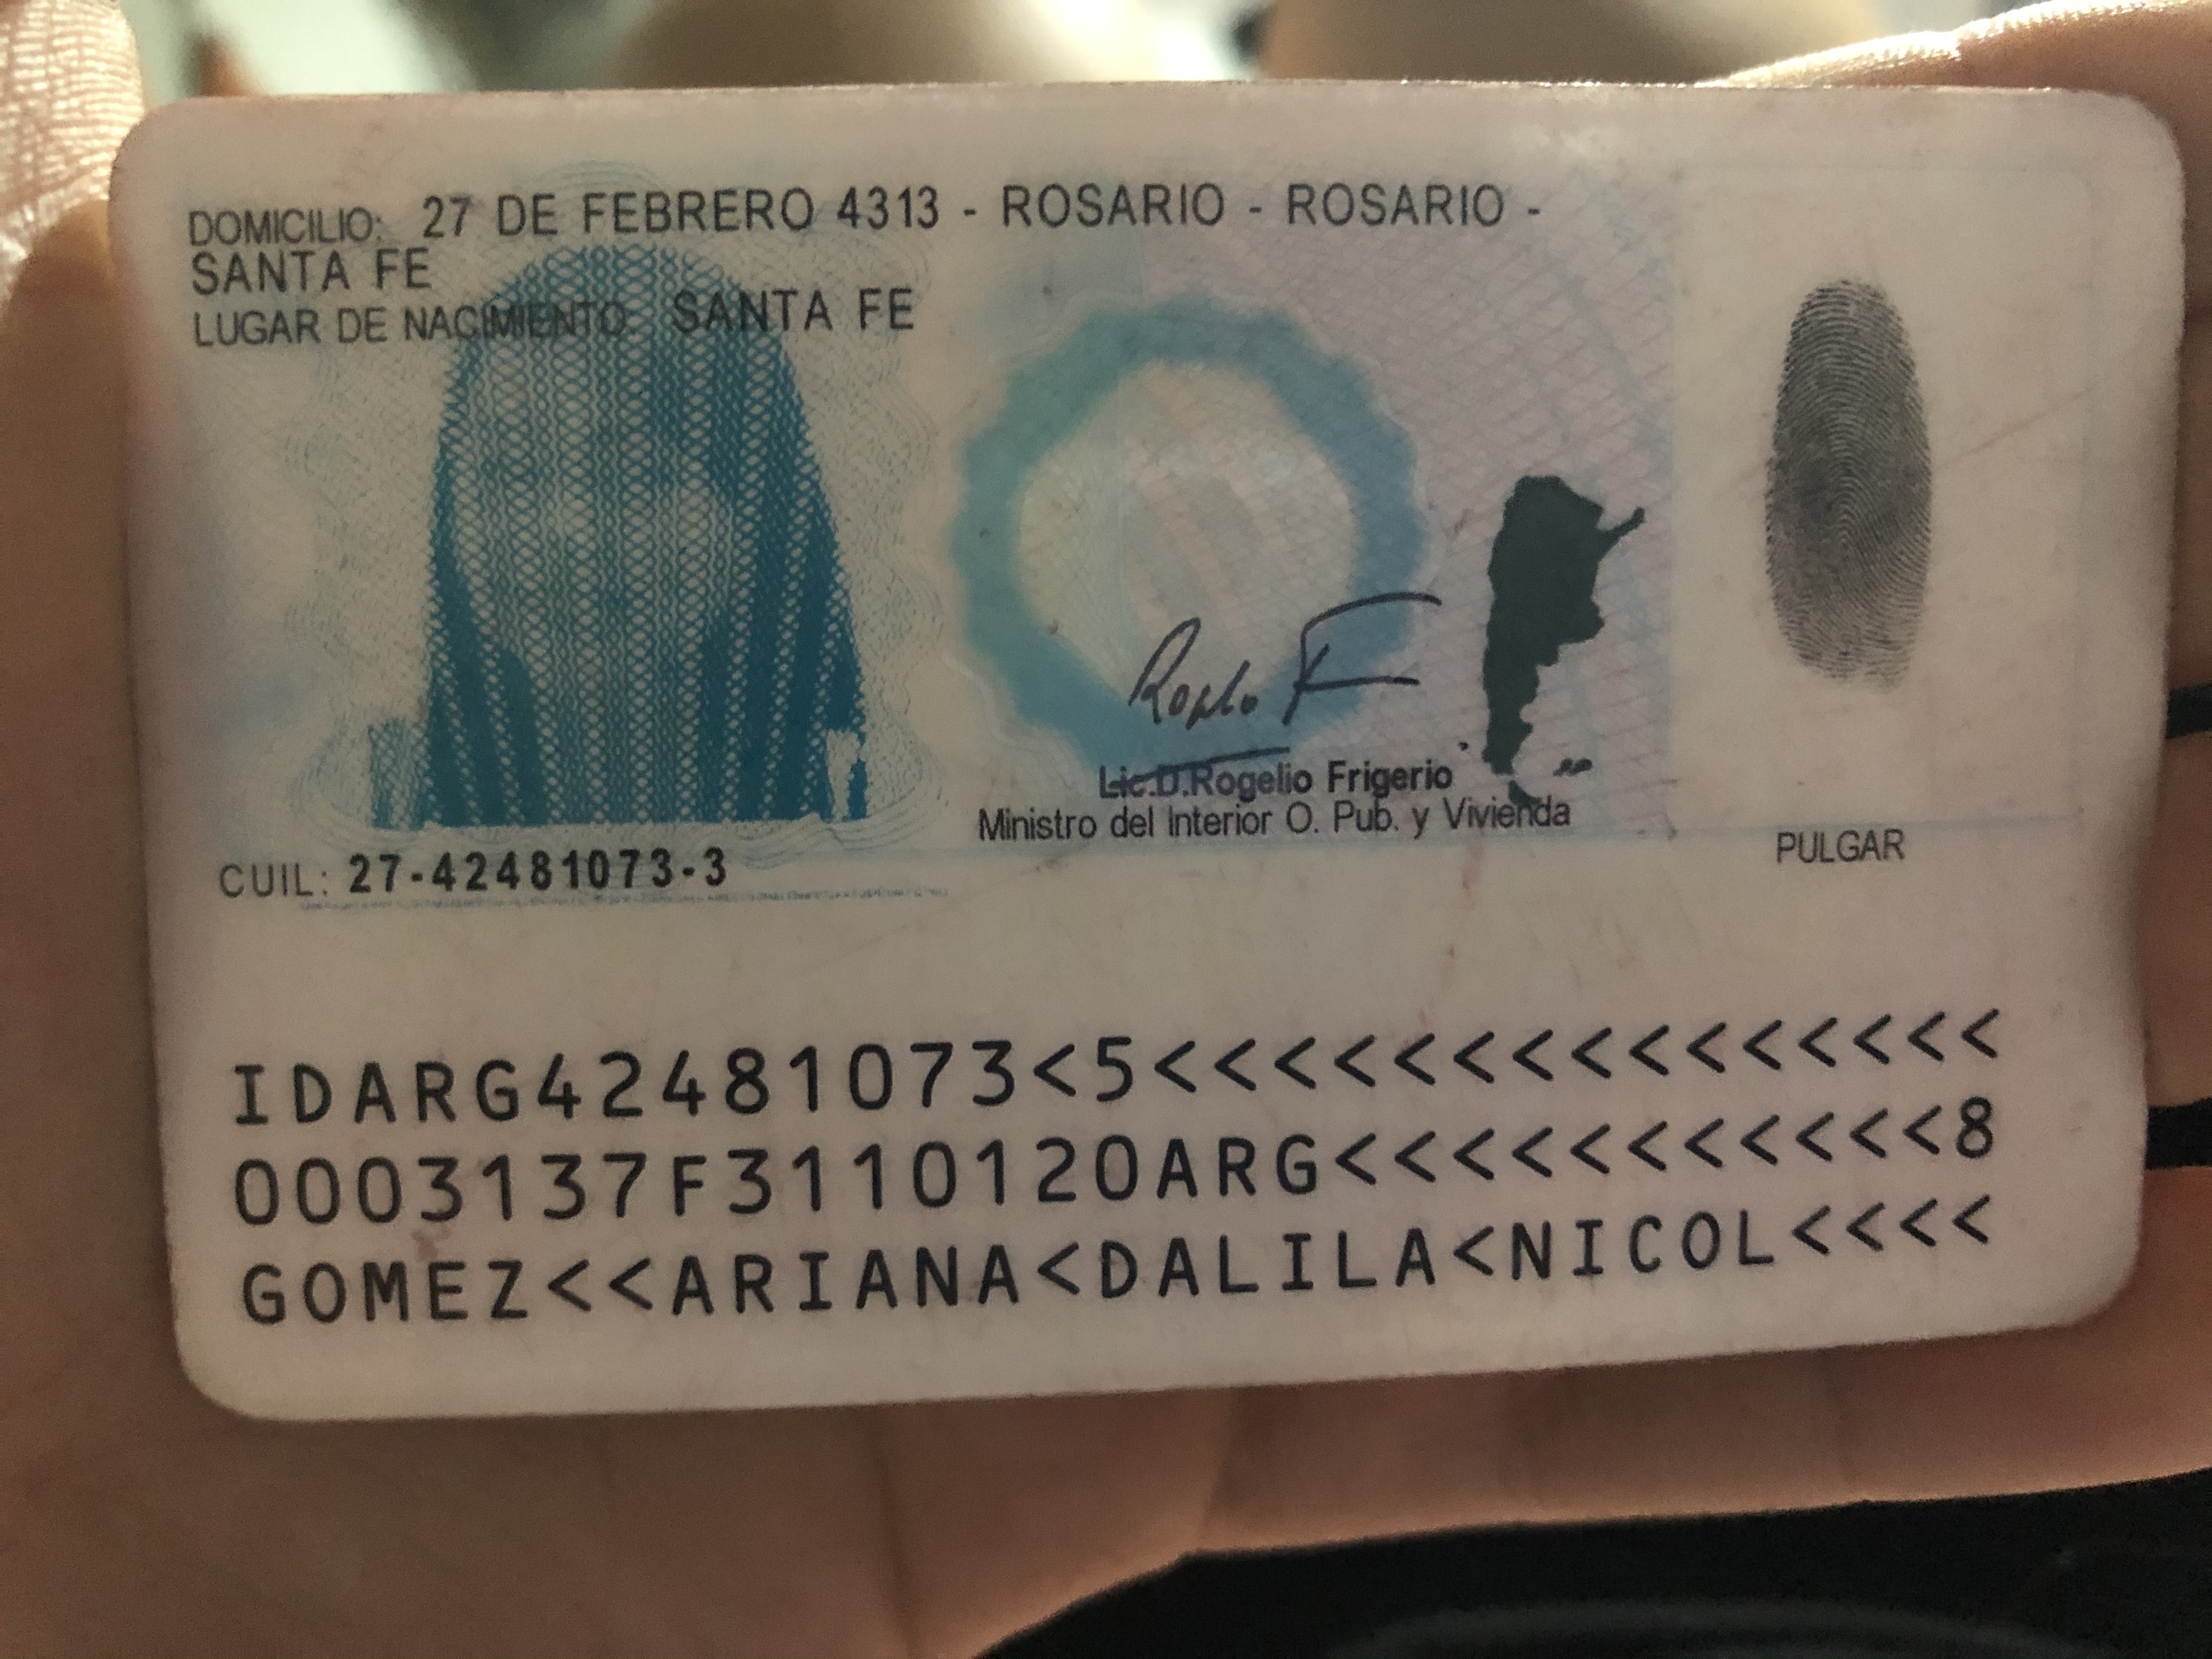 DOMICILIO: 27 DE FEBRERO 4313 - ROSARIO - ROSARIO -
SANTA FE
LUGAR DE NACIMIENTO SANTA FE
Lic.D.Rogelio Frigerio
Ministro del Interior O. Pub. y Vivienda
PULGAR
CUIL: 27-42481073-3
IDARG42481073<5<<<<<<<<<<<<<<<
0003137F3110120ARG<<<<<<<<<<<8
GOMEZ<<ARIANA<DALILA<NICOL<<<<